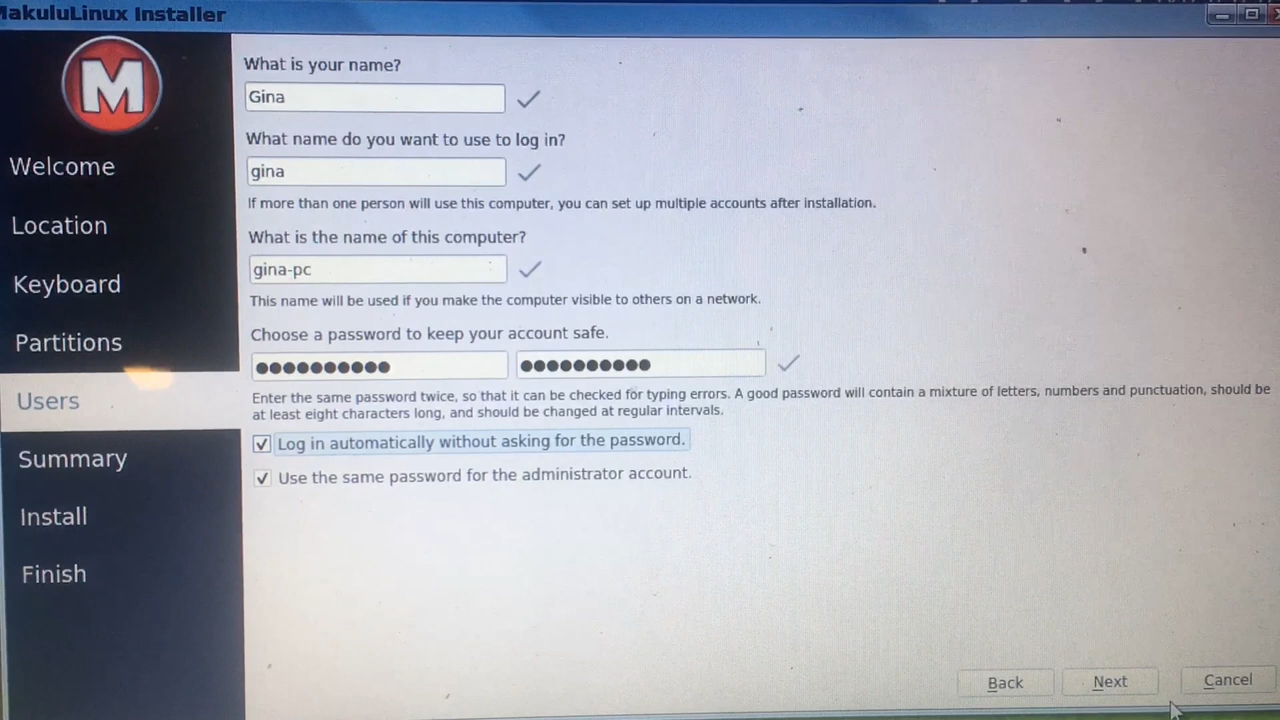 MakuluLinux Installer
M
Welcome
Location
Keyboard
Partitions
Users
Summary
Install
Finish
What is your name?
Gina
What name do you want to use to log in?
gina
If more than one person will use this computer, you can set up multiple accounts after installation.
What is the name of this computer?
gina-pc
This name will be used if you make the computer visible to others on a network.
Choose a password to keep your account safe.
●●●●●●●●●● ●●●●●●●●●●
Enter the same password twice, so that it can be checked for typing errors. A good password will contain a mixture of letters, numbers and punctuation, should be
at least eight characters long, and should be changed at regular intervals.
Log in automatically without asking for the password.
Use the same password for the administrator account.
Back Next Cancel